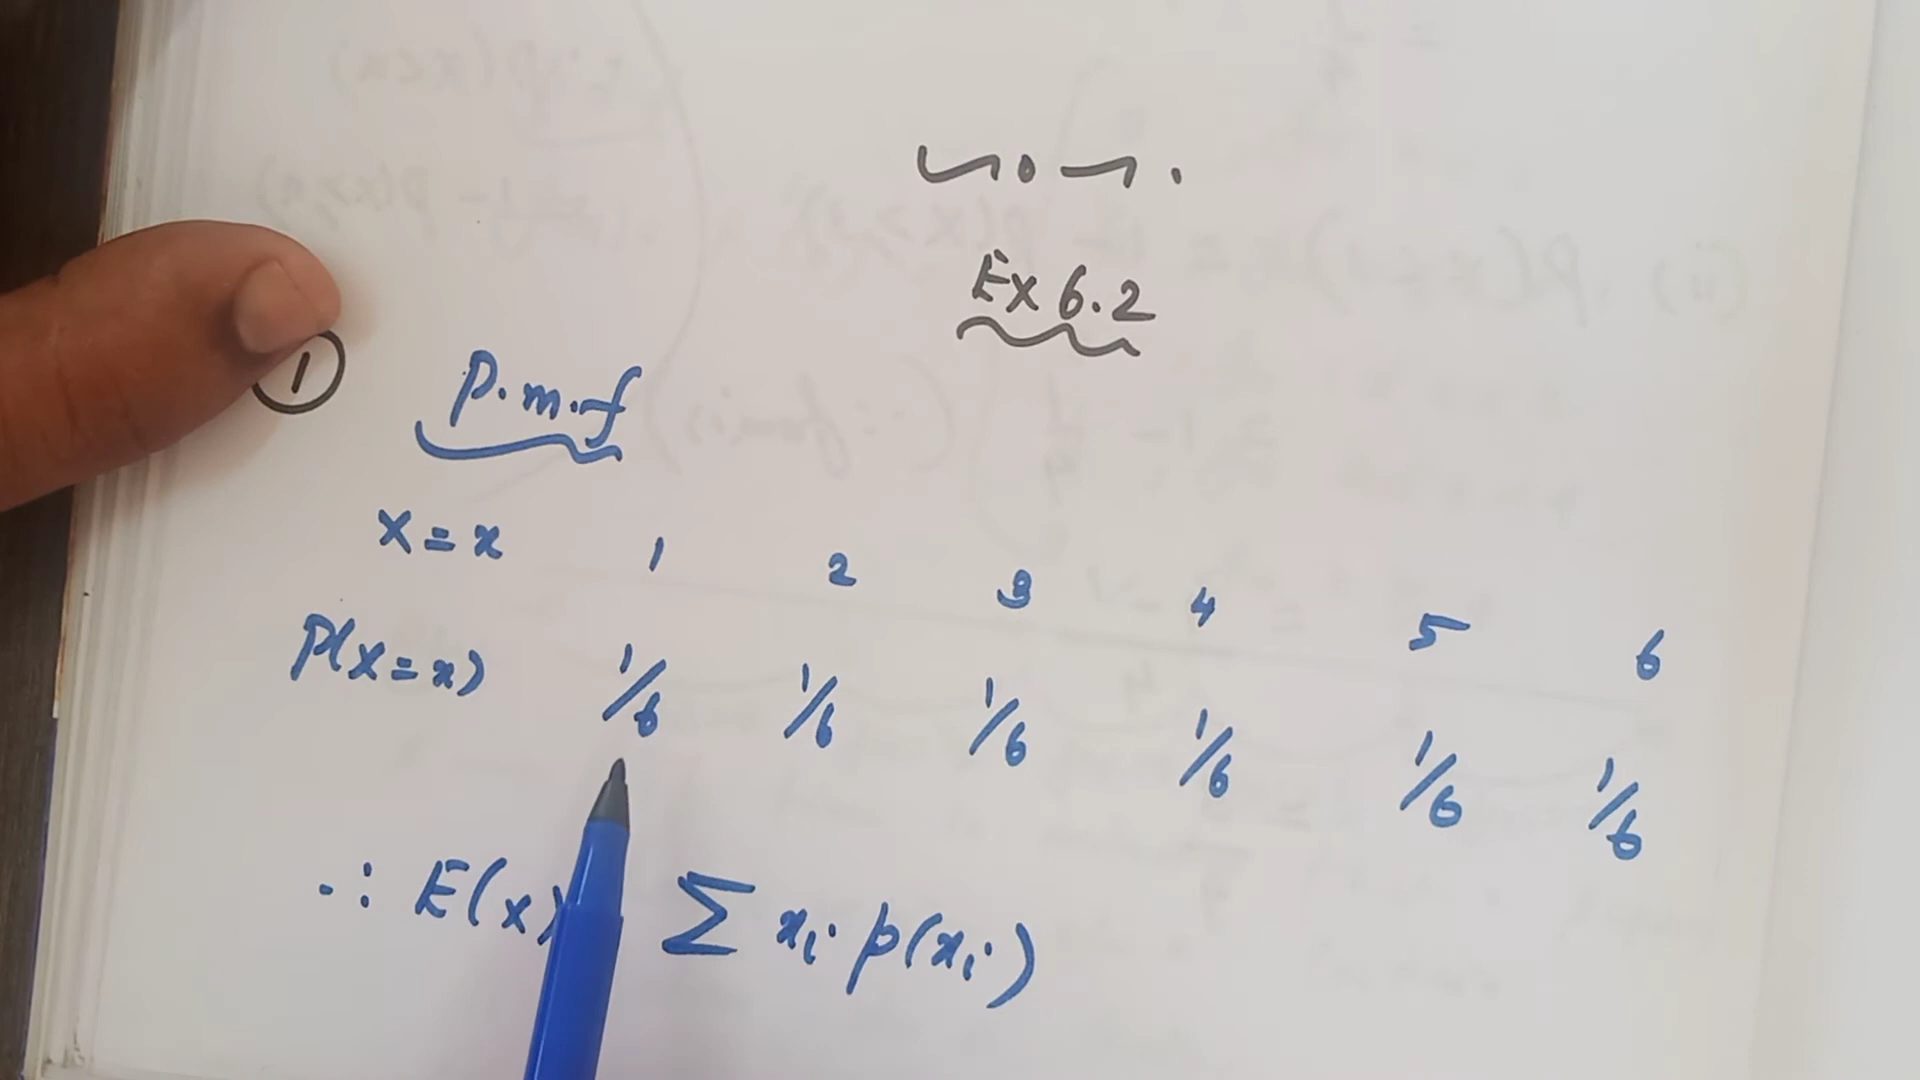 Ex 6.2
① p.m.f
X = x 1 2 3 4 5 6
P(X = x) 1/6 1/6 1/6 1/6 1/6 1/6
∴ E(x) Σ xi p(xi)